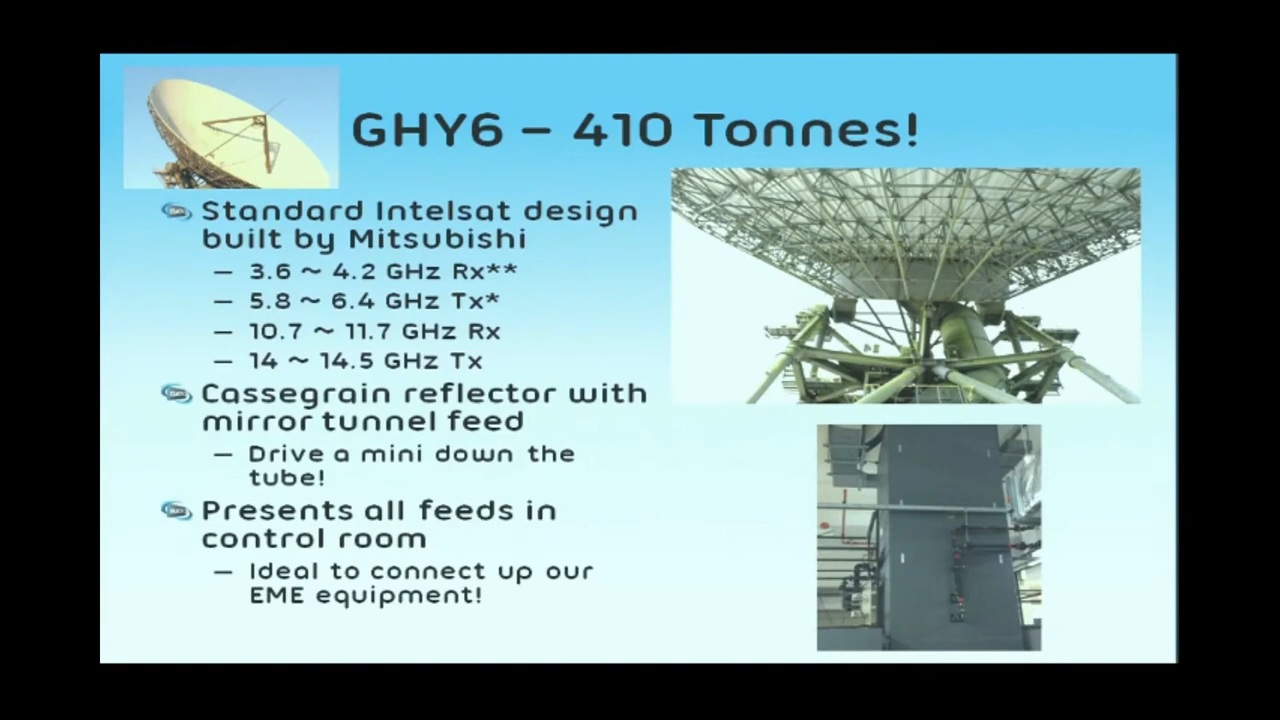 GHY6 – 410 Tonnes!
Standard Intelsat design
built by Mitsubishi
– 3.6 ~ 4.2 GHz Rx**
– 5.8 ~ 6.4 GHz Tx*
– 10.7 ~ 11.7 GHz Rx
– 14 ~ 14.5 GHz Tx
Cassegrain reflector with
mirror tunnel feed
– Drive a mini down the
tube!
Presents all feeds in
control room
– Ideal to connect up our
EME equipment!